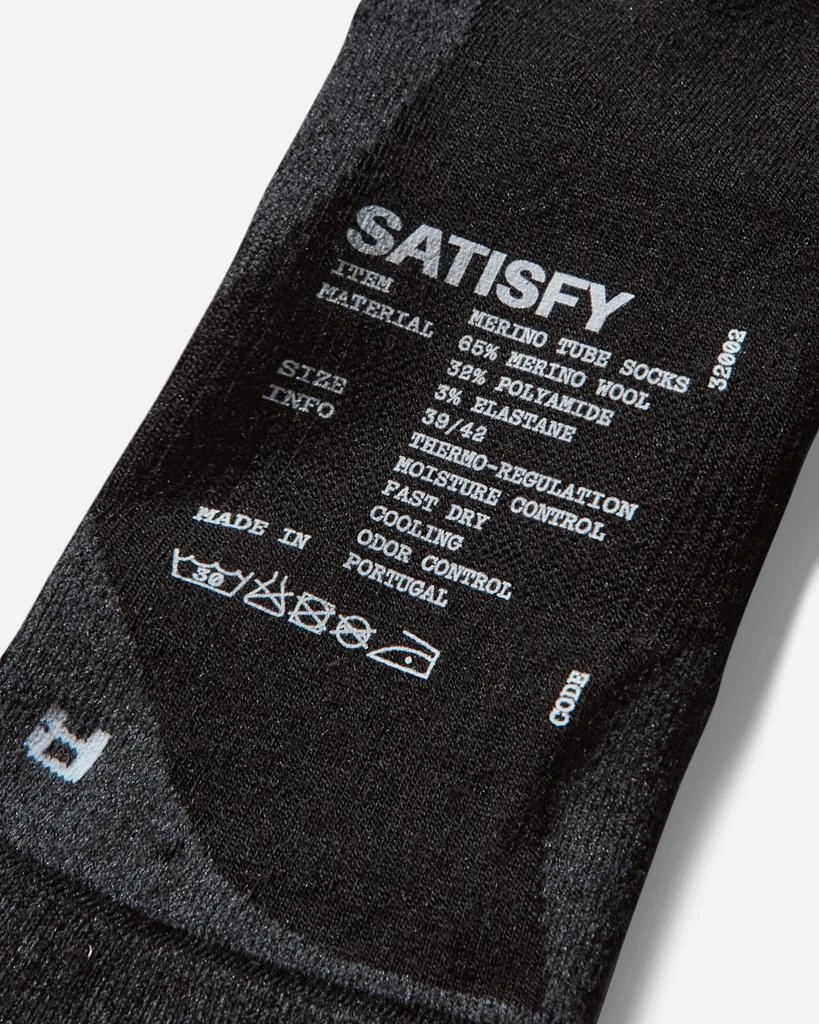 SATISFY
ITEM MERINO TUBE SOCKS
MATERIAL 65% MERINO WOOL
32% POLYAMIDE
3% ELASTANE
SIZE 39/42
INFO THERMO-REGULATION
MOISTURE CONTROL
FAST DRY
COOLING
ODOR CONTROL
MADE IN PORTUGAL
30
CODE 32002
R